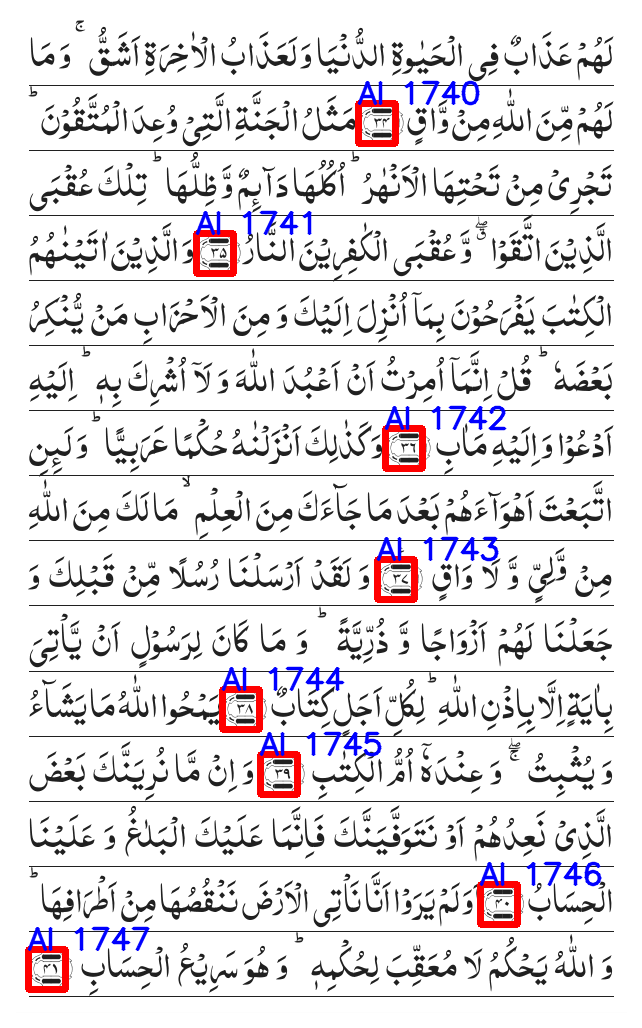 لَهُمْ عَذَابٌ فِی الْحَیٰوةِ الدُّنْیَا وَ لَعَذَابُ الْاٰخِرَةِ اَشَقُّ ۚ وَ مَا
AI 1740
لَهُمْ مِّنَ اللّٰهِ مِنْ وَّاقٍ ﴿۳۴﴾ مَثَلُ الْجَنَّةِ الَّتِیْ وُعِدَ الْمُتَّقُوْنَ ؕ
تَجْرِیْ مِنْ تَحْتِهَا الْاَنْهٰرُ ؕ اُكُلُهَا دَآىِٕمٌ وَّ ظِلُّهَا ؕ تِلْكَ عُقْبَی
AI 1741
الَّذِیْنَ اتَّقَوْا ۖۗ وَّ عُقْبَی الْكٰفِرِیْنَ النَّارُ ﴿۳۵﴾ وَ الَّذِیْنَ اٰتَیْنٰهُمُ
الْكِتٰبَ یَفْرَحُوْنَ بِمَاۤ اُنْزِلَ اِلَیْكَ وَ مِنَ الْاَحْزَابِ مَنْ یُّنْكِرُ
بَعْضَهٗ ؕ قُلْ اِنَّمَاۤ اُمِرْتُ اَنْ اَعْبُدَ اللّٰهَ وَ لَاۤ اُشْرِكَ بِهٖ ؕ اِلَیْهِ
AI 1742
اَدْعُوْا وَ اِلَیْهِ مَاٰبِ ﴿۳۶﴾ وَ كَذٰلِكَ اَنْزَلْنٰهُ حُكْمًا عَرَبِیًّا ؕ وَ لَىِٕنِ
اتَّبَعْتَ اَهْوَآءَهُمْ بَعْدَ مَا جَآءَكَ مِنَ الْعِلْمِ ۙ مَا لَكَ مِنَ اللّٰهِ
AI 1743
مِنْ وَّلِیٍّ وَّ لَا وَاقٍ ﴿۳۷﴾ وَ لَقَدْ اَرْسَلْنَا رُسُلًا مِّنْ قَبْلِكَ وَ
جَعَلْنَا لَهُمْ اَزْوَاجًا وَّ ذُرِّیَّةً ؕ وَ مَا كَانَ لِرَسُوْلٍ اَنْ یَّاْتِیَ
AI 1744
بِاٰیَةٍ اِلَّا بِاِذْنِ اللّٰهِ ؕ لِكُلِّ اَجَلٍ كِتَابٌ ﴿۳۸﴾ یَمْحُوا اللّٰهُ مَا یَشَآءُ
AI 1745
وَ یُثْبِتُ ۚۖ وَ عِنْدَهٗۤ اُمُّ الْكِتٰبِ ﴿۳۹﴾ وَ اِنْ مَّا نُرِیَنَّكَ بَعْضَ
الَّذِیْ نَعِدُهُمْ اَوْ نَتَوَفَّیَنَّكَ فَاِنَّمَا عَلَیْكَ الْبَلٰغُ وَ عَلَیْنَا
AI 1746
الْحِسَابُ ﴿۴۰﴾ اَوَ لَمْ یَرَوْا اَنَّا نَاْتِی الْاَرْضَ نَنْقُصُهَا مِنْ اَطْرَافِهَا ؕ
AI 1747
وَ اللّٰهُ یَحْكُمُ لَا مُعَقِّبَ لِحُكْمِهٖ ؕ وَ هُوَ سَرِیْعُ الْحِسَابِ ﴿۴۱﴾